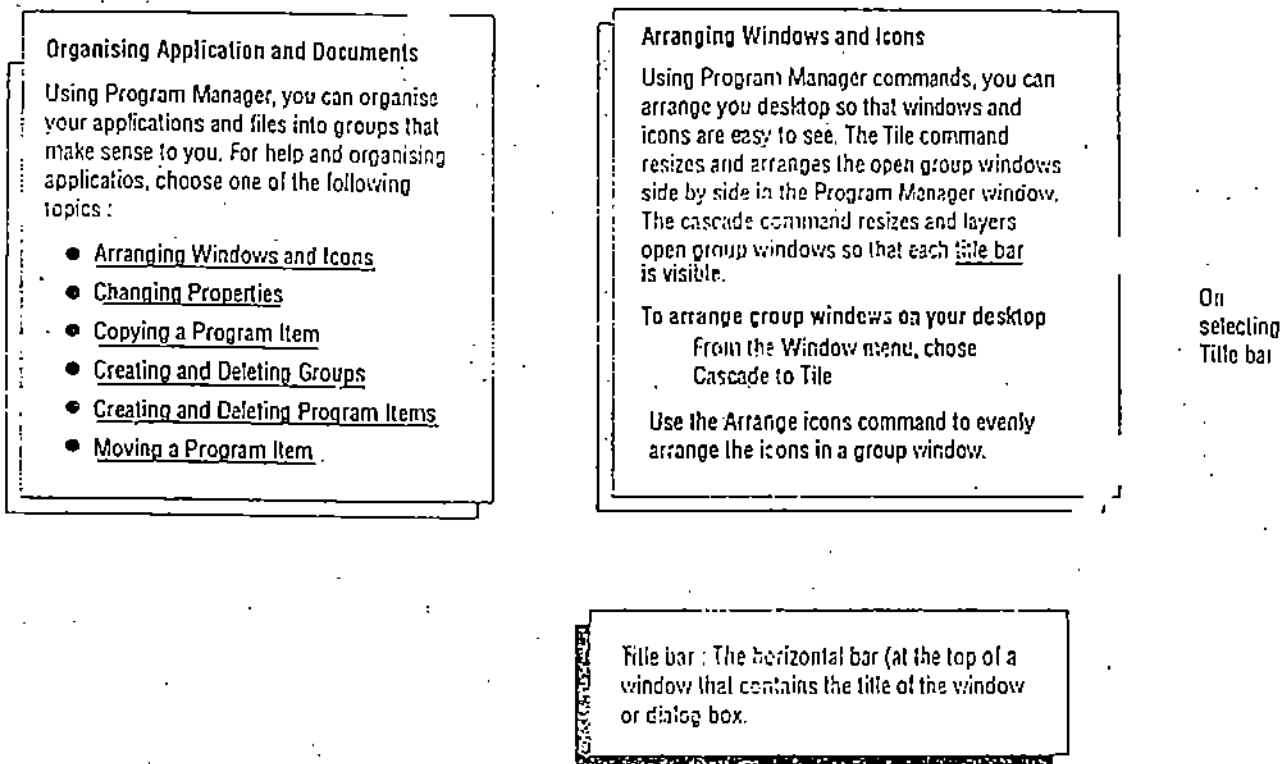 Organising Application and Documents
Using Program Manager, you can organise
your applications and files into groups that
make sense to you. For help and organising
applicatios, choose one of the following
topics :
● Arranging Windows and Icons
● Changing Properties
● Copying a Program Item
● Creating and Deleting Groups
● Creating and Deleting Program Items
● Moving a Program Item
Arranging Windows and Icons
Using Program Manager commands, you can
arrange you desktop so that windows and
icons are easy to see. The Tile command
resizes and arranges the open group windows
side by side in the Program Manager window.
The cascade command resizes and layers
open group windows so that each title bar
is visible.
To arrange group windows on your desktop
From the Window menu, chose
Cascade to Tile
Use the Arrange icons command to evenly
arrange the icons in a group window.
On
selecting
Title bar
Title bar : The horizontal bar (at the top of a
window that contains the title of the window
or dialog box.